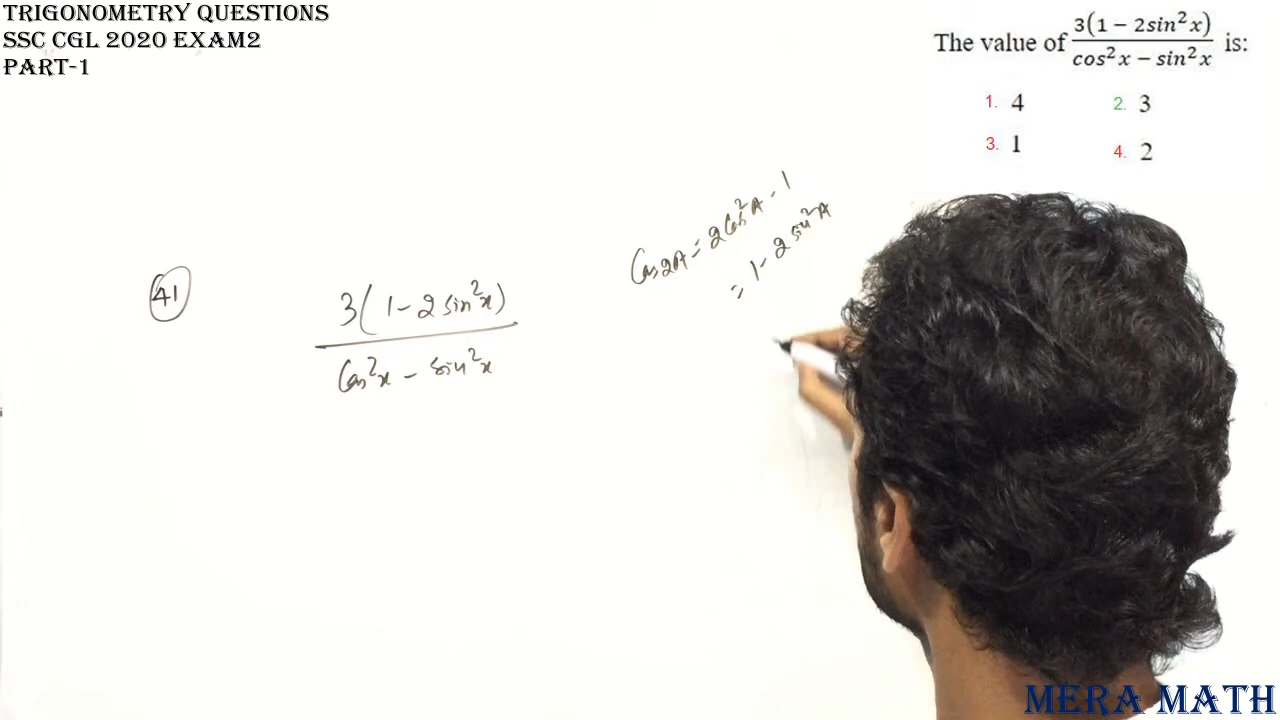 TRIGONOMETRY QUESTIONS
SSC CGL 2020 EXAM2
PART-1
The value of \frac{3(1 − 2sin²x)}{cos²x − sin²x} is:
1. 4 2. 3
3. 1 4. 2
Cos2A = 2Cos²A - 1
= 1 - 2 sin²A
41
3(1 - 2 sin²x)
Cos²x - sin²x
MERA MATH